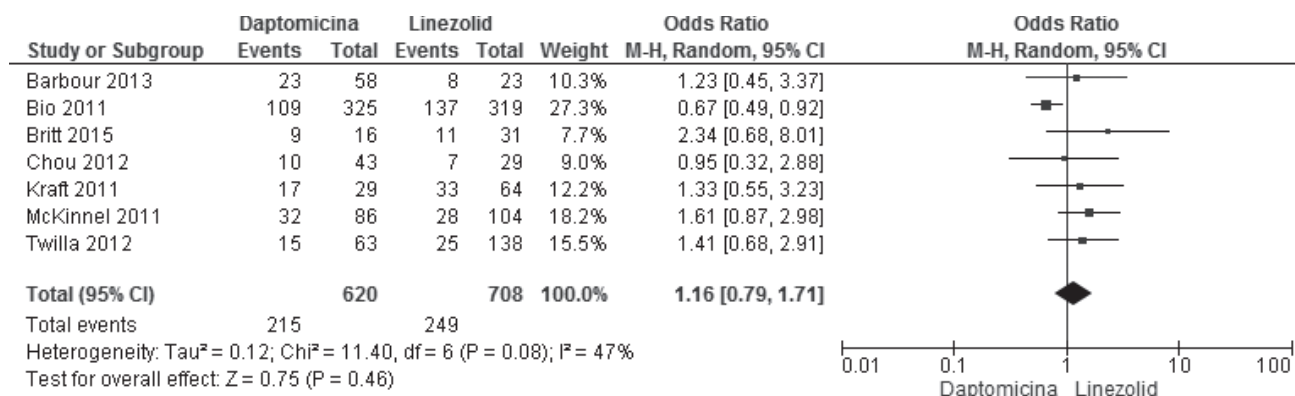 Daptomicina Linezolid Odds Ratio Odds Ratio
Study or Subgroup Events Total Events Total Weight M-H, Random, 95% CI M-H, Random, 95% CI
Barbour 2013 23 58 8 23 10.3% 1.23 [0.45, 3.37]
Bio 2011 109 325 137 319 27.3% 0.67 [0.49, 0.92]
Britt 2015 9 16 11 31 7.7% 2.34 [0.68, 8.01]
Chou 2012 10 43 7 29 9.0% 0.95 [0.32, 2.88]
Kraft 2011 17 29 33 64 12.2% 1.33 [0.55, 3.23]
McKinnel 2011 32 86 28 104 18.2% 1.61 [0.87, 2.98]
Twilla 2012 15 63 25 138 15.5% 1.41 [0.68, 2.91]
Total (95% CI) 620 708 100.0% 1.16 [0.79, 1.71]
Total events 215 249
Heterogeneity: Tau² = 0.12; Chi² = 11.40, df = 6 (P = 0.08); I² = 47%
Test for overall effect: Z = 0.75 (P = 0.46)
0.01 0.1 1 10 100
Daptomicina Linezolid